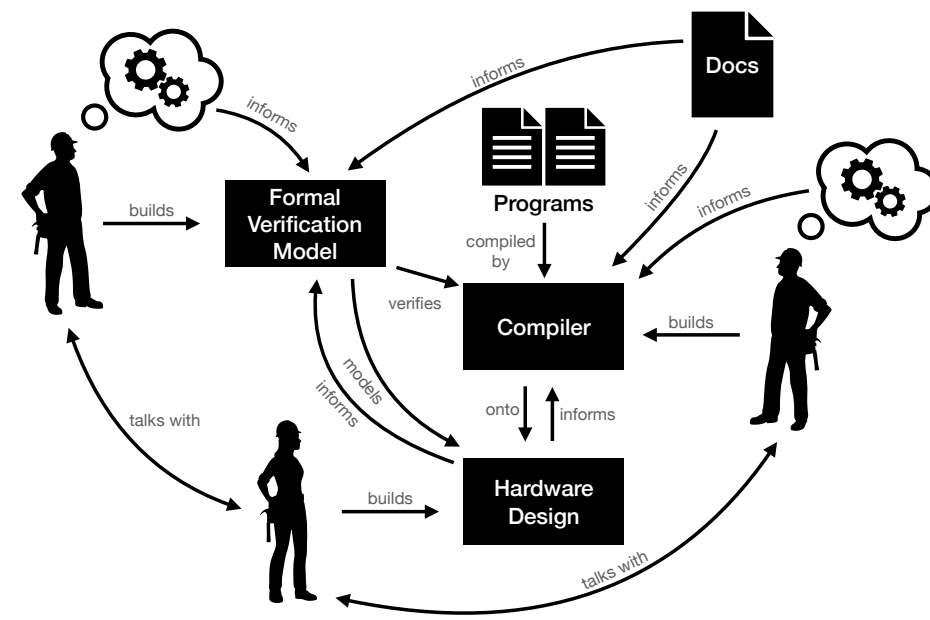 Docs
informs
informs
Programs
informs
informs
Formal
Verification
Model
builds
compiled
by
verifies
Compiler
builds
models
informs
onto
informs
talks with
Hardware
Design
builds
talks with